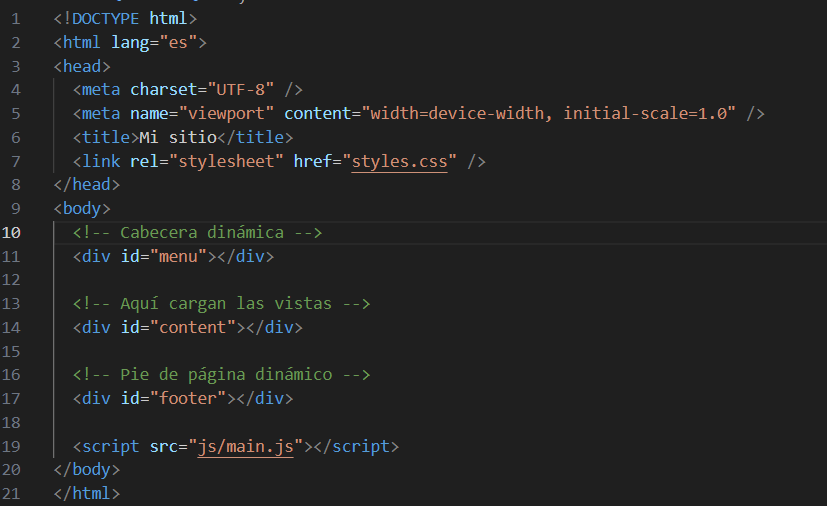 1 <!DOCTYPE html>
2 <html lang="es">
3 <head>
4   <meta charset="UTF-8" />
5   <meta name="viewport" content="width=device-width, initial-scale=1.0" />
6   <title>Mi sitio</title>
7   <link rel="stylesheet" href="styles.css" />
8 </head>
9 <body>
10   <!-- Cabecera dinámica -->
11   <div id="menu"></div>
12
13   <!-- Aquí cargan las vistas -->
14   <div id="content"></div>
15
16   <!-- Pie de página dinámico -->
17   <div id="footer"></div>
18
19   <script src="js/main.js"></script>
20 </body>
21 </html>